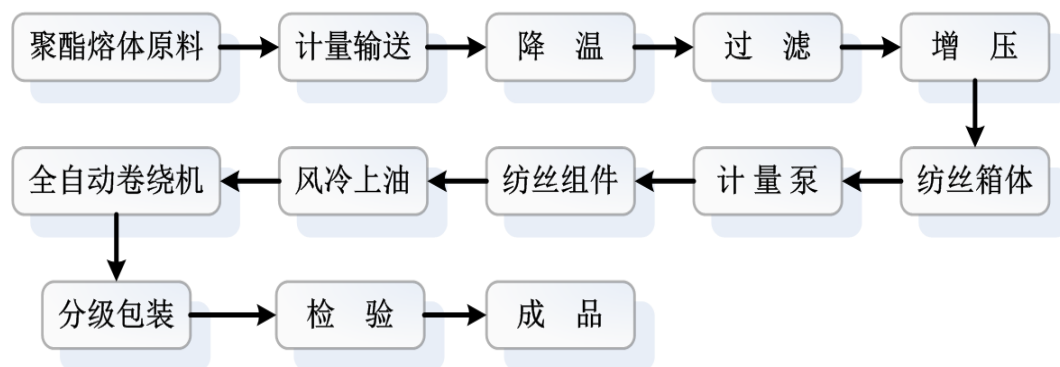 聚酯熔体原料
计量输送
降 温
过 滤
增 压
纺丝箱体
计 量 泵
纺丝组件
风冷上油
全自动卷绕机
分级包装
检 验
成 品